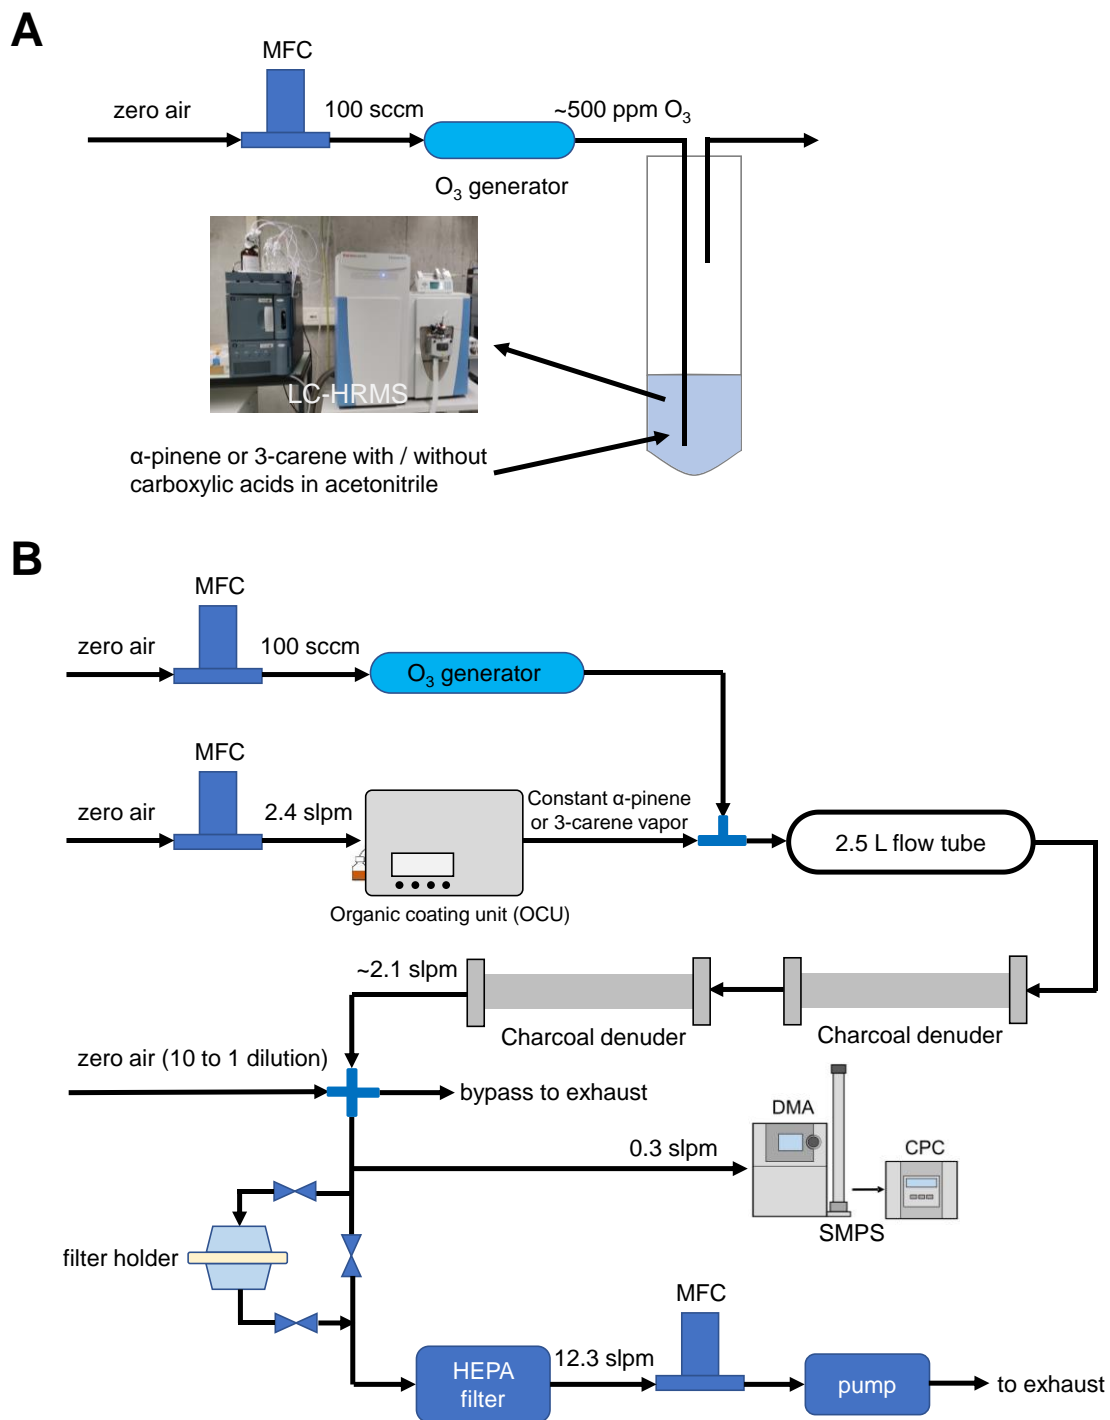 A
MFC
zero air
100 sccm
~500 ppm O₃
O₃ generator
LC-HRMS
α-pinene or 3-carene with / without
carboxylic acids in acetonitrile
B
MFC
zero air
100 sccm
O₃ generator
MFC
zero air
2.4 slpm
Constant α-pinene
or 3-carene vapor
2.5 L flow tube
Organic coating unit (OCU)
~2.1 slpm
Charcoal denuder
Charcoal denuder
zero air (10 to 1 dilution)
bypass to exhaust
DMA
0.3 slpm
CPC
SMPS
filter holder
MFC
HEPA
filter
12.3 slpm
pump
to exhaust